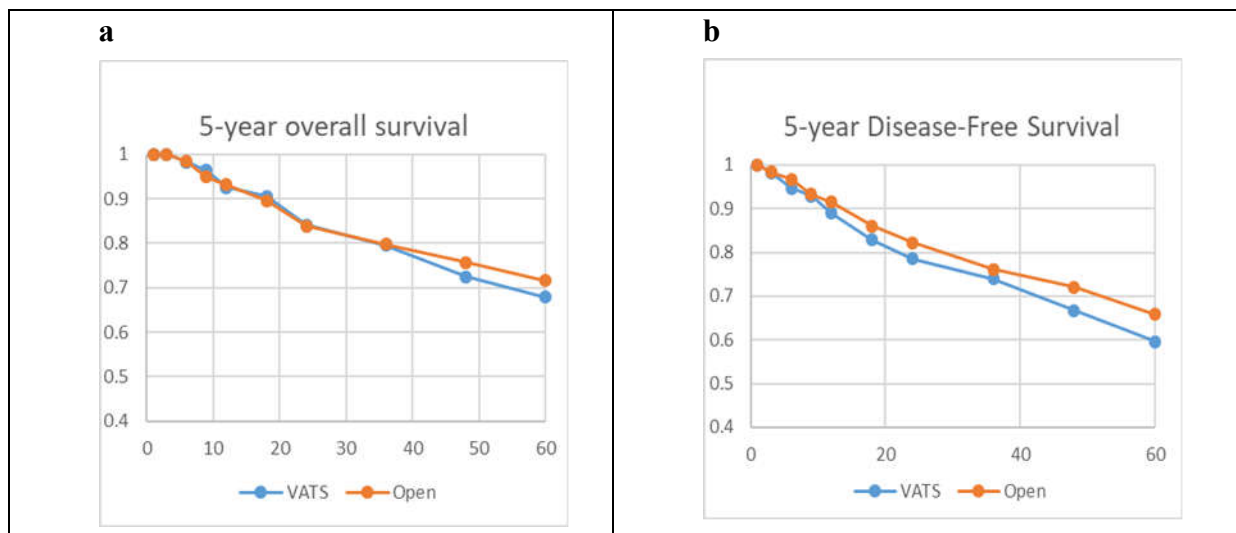 a
5-year overall survival
1
0.9
0.8
0.7
0.6
0.5
0.4
0 10 20 30 40 50 60
VATS Open
b
5-year Disease-Free Survival
1
0.9
0.8
0.7
0.6
0.5
0.4
0 20 40 60
VATS Open